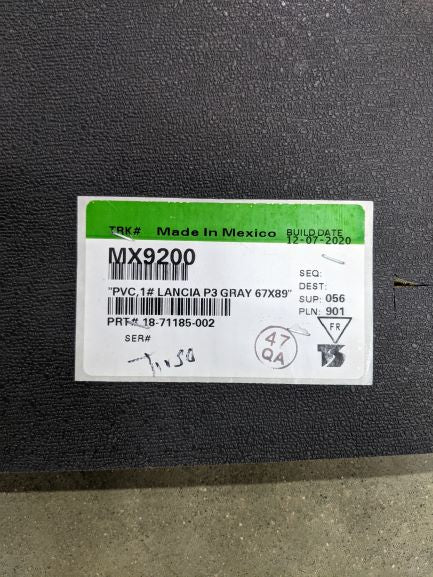 TRK# Made In Mexico BUILD DATE
12-07-2020
MX9200
SEQ:
DEST:
"PVC,1# LANCIA P3 GRAY 67X89"
SUP: 056
PLN: 901
PRT# 18-71185-002
FR
SER#
47
QA